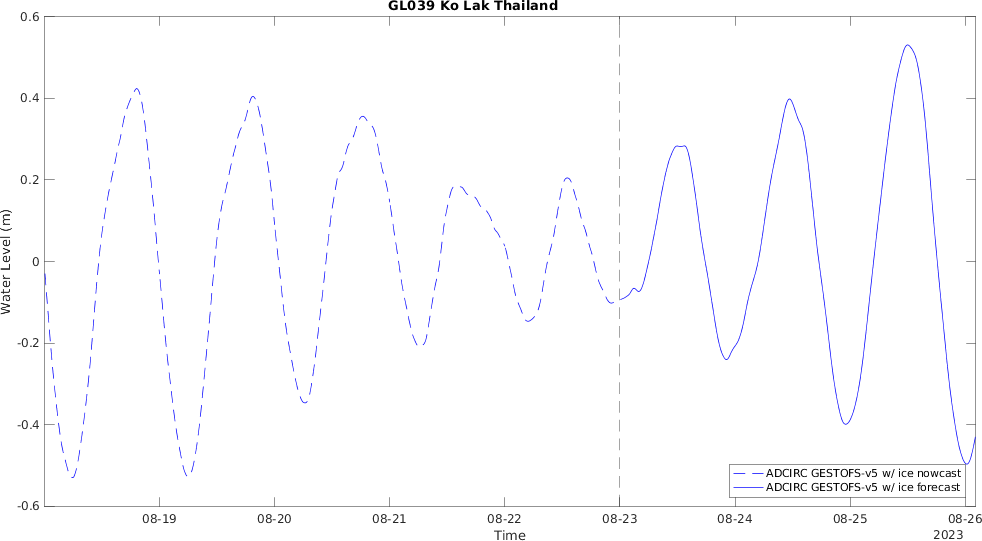 GL039 Ko Lak Thailand
0.6
0.4
0.2
0
-0.2
-0.4
-0.6
Water Level (m)
ADCIRC GESTOFS-v5 w/ ice nowcast
ADCIRC GESTOFS-v5 w/ ice forecast
08-19 08-20 08-21 08-22 08-23 08-24 08-25 08-26
Time
2023